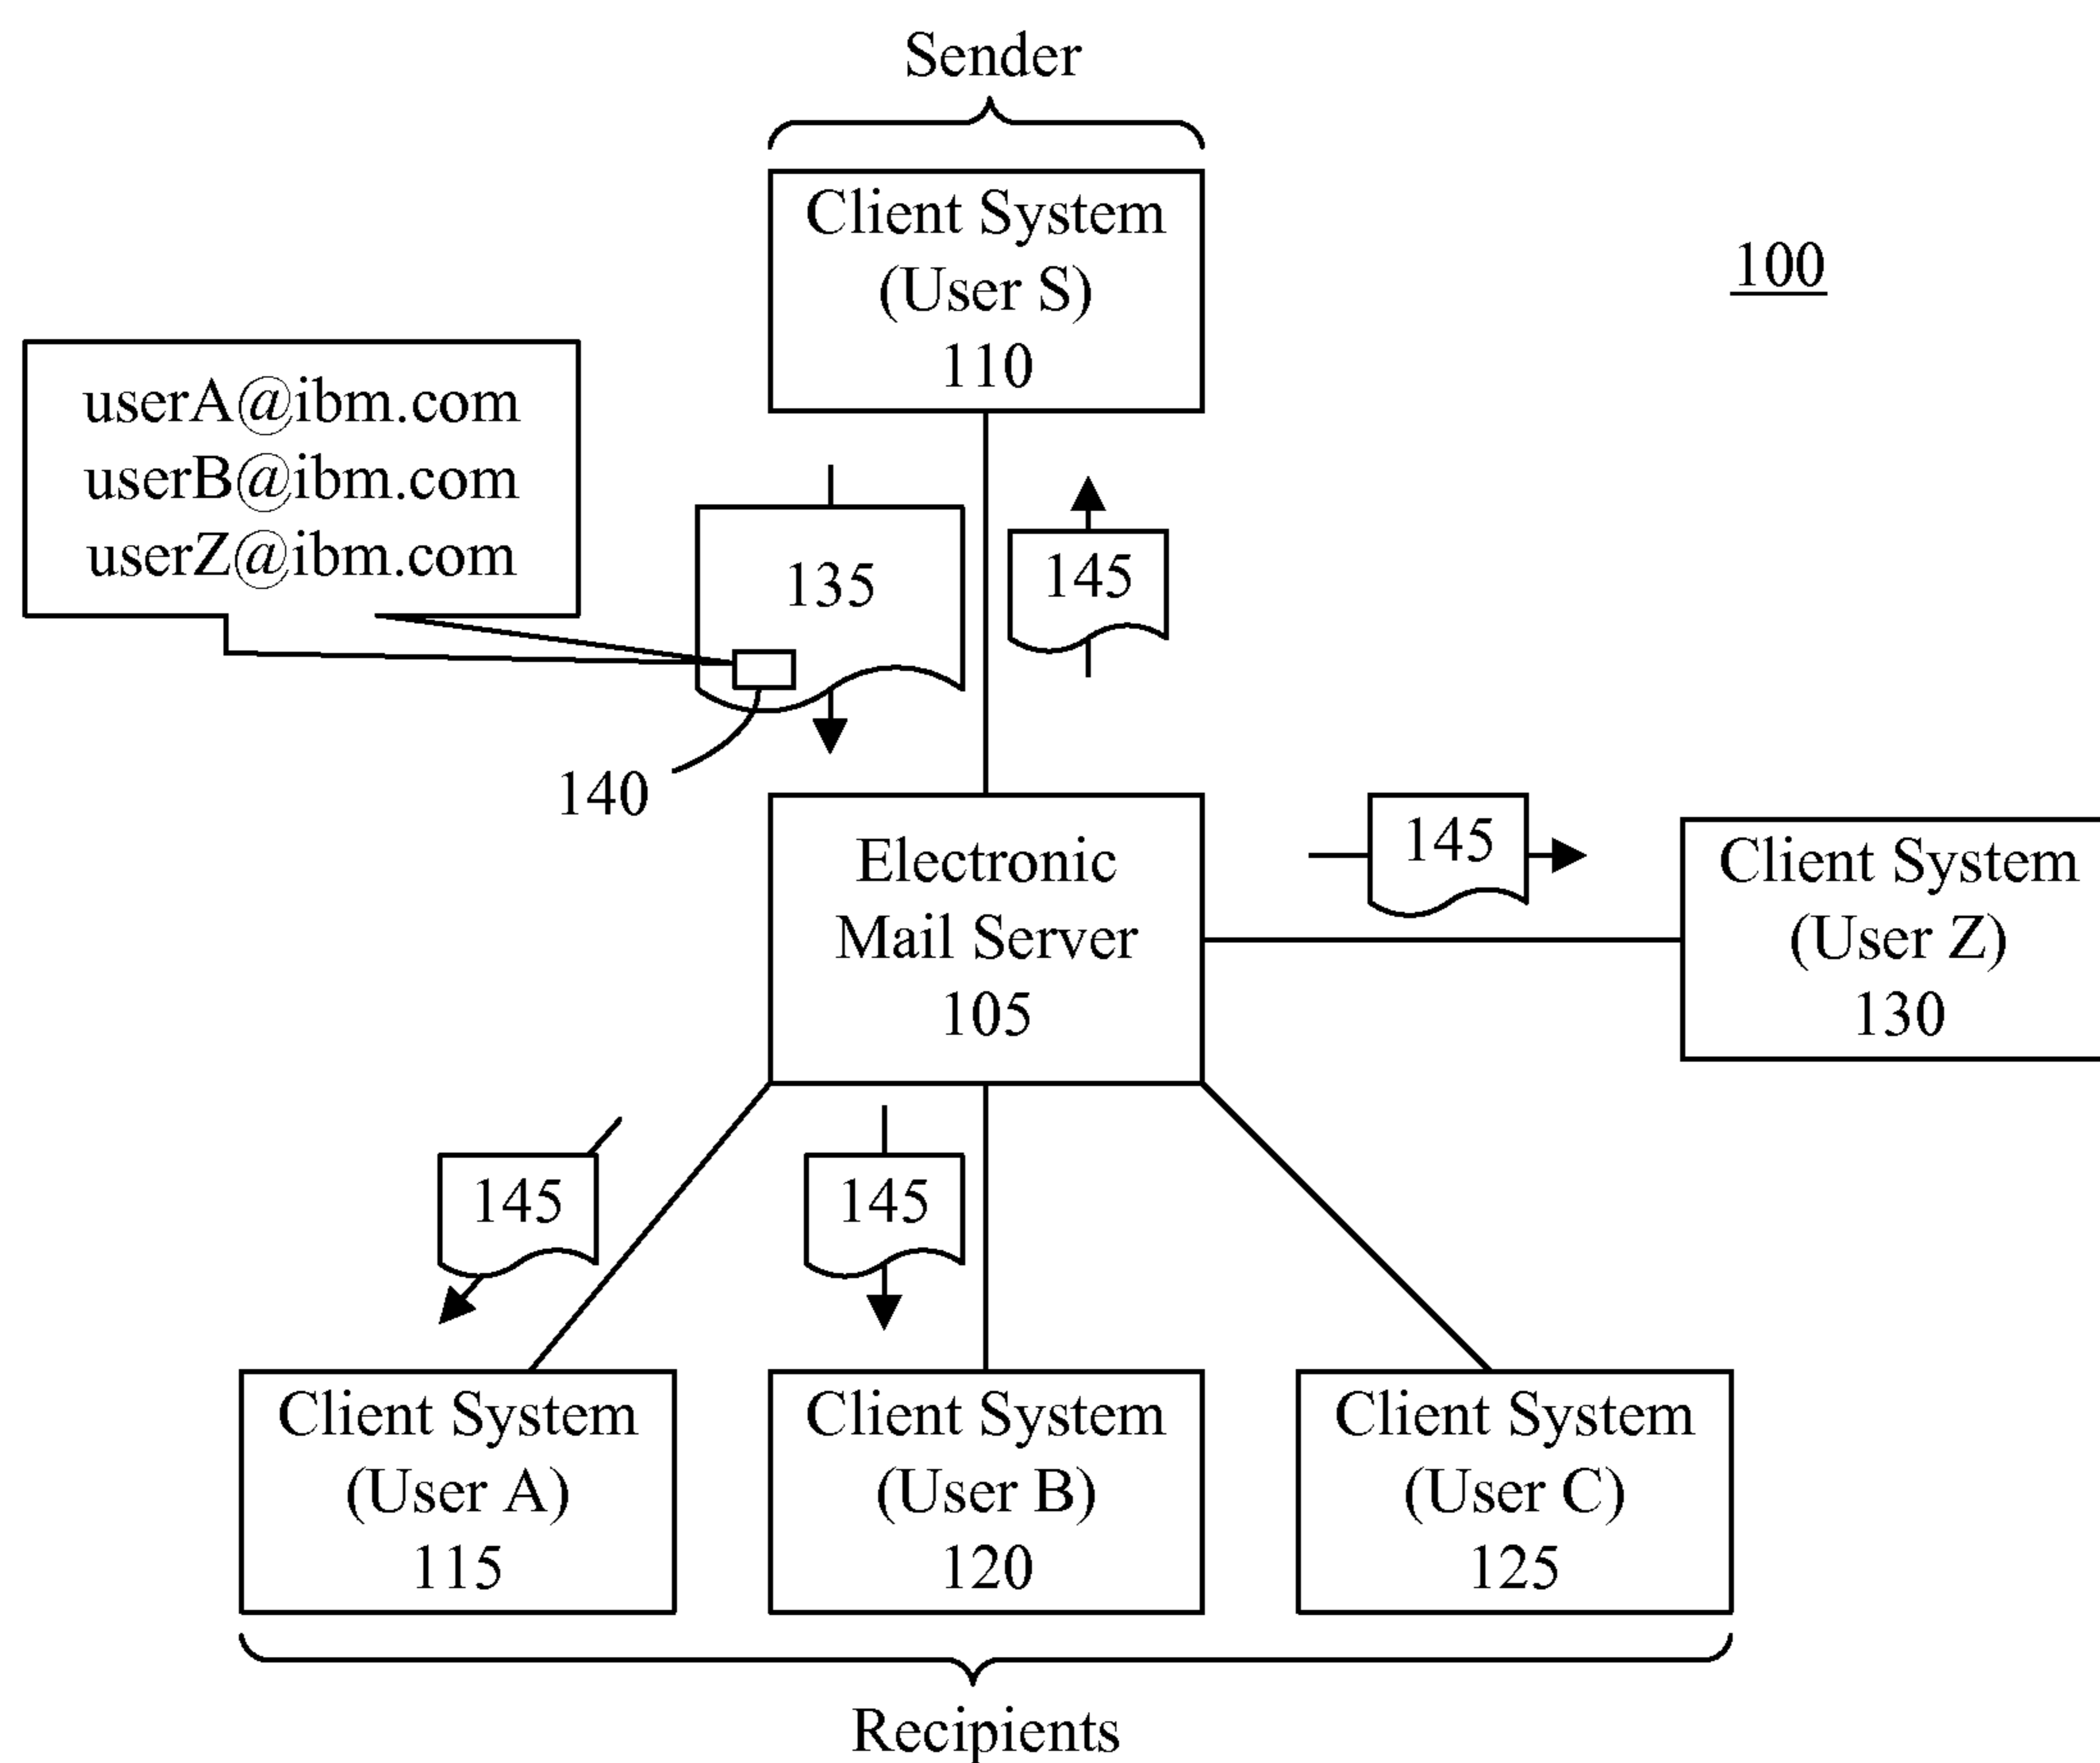 Sender
Client System
(User S)
110
100
userA@ibm.com
userB@ibm.com
userZ@ibm.com
135
145
140
Electronic
Mail Server
105
145
Client System
(User Z)
130
145
145
Client System
(User A)
115
Client System
(User B)
120
Client System
(User C)
125
Recipients